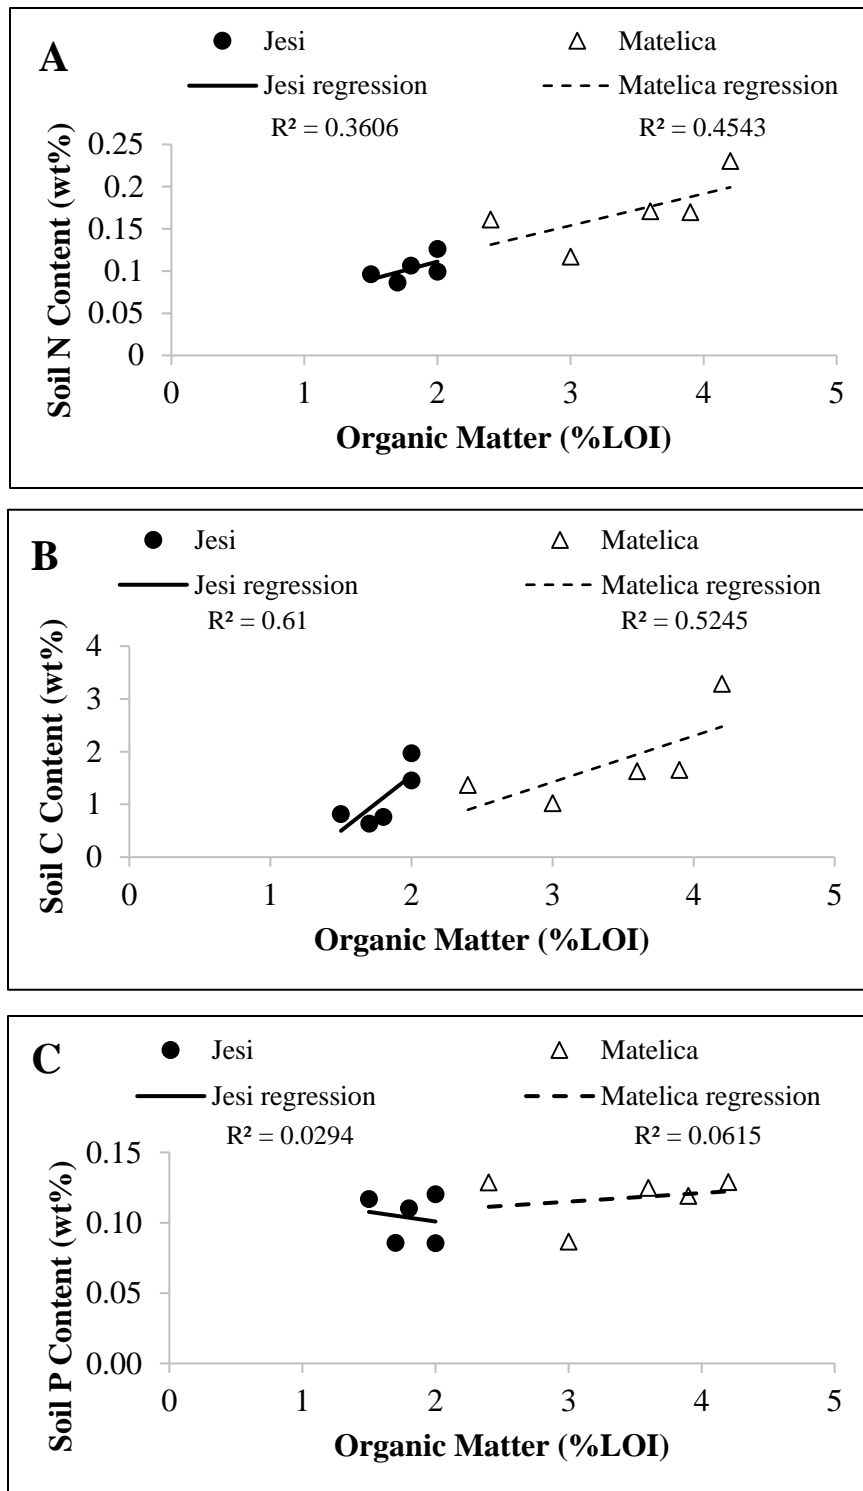 A
Jesi Matelica
Jesi regression Matelica regression
R² = 0.3606 R² = 0.4543
Soil N Content (wt%)
0.25
0.2
0.15
0.1
0.05
0
0 1 2 3 4 5
Organic Matter (%LOI)
B
Jesi Matelica
Jesi regression Matelica regression
R² = 0.61 R² = 0.5245
Soil C Content (wt%)
4
3
2
1
0
0 1 2 3 4 5
Organic Matter (%LOI)
C
Jesi Matelica
Jesi regression Matelica regression
R² = 0.0294 R² = 0.0615
Soil P Content (wt%)
0.15
0.10
0.05
0.00
0 1 2 3 4 5
Organic Matter (%LOI)